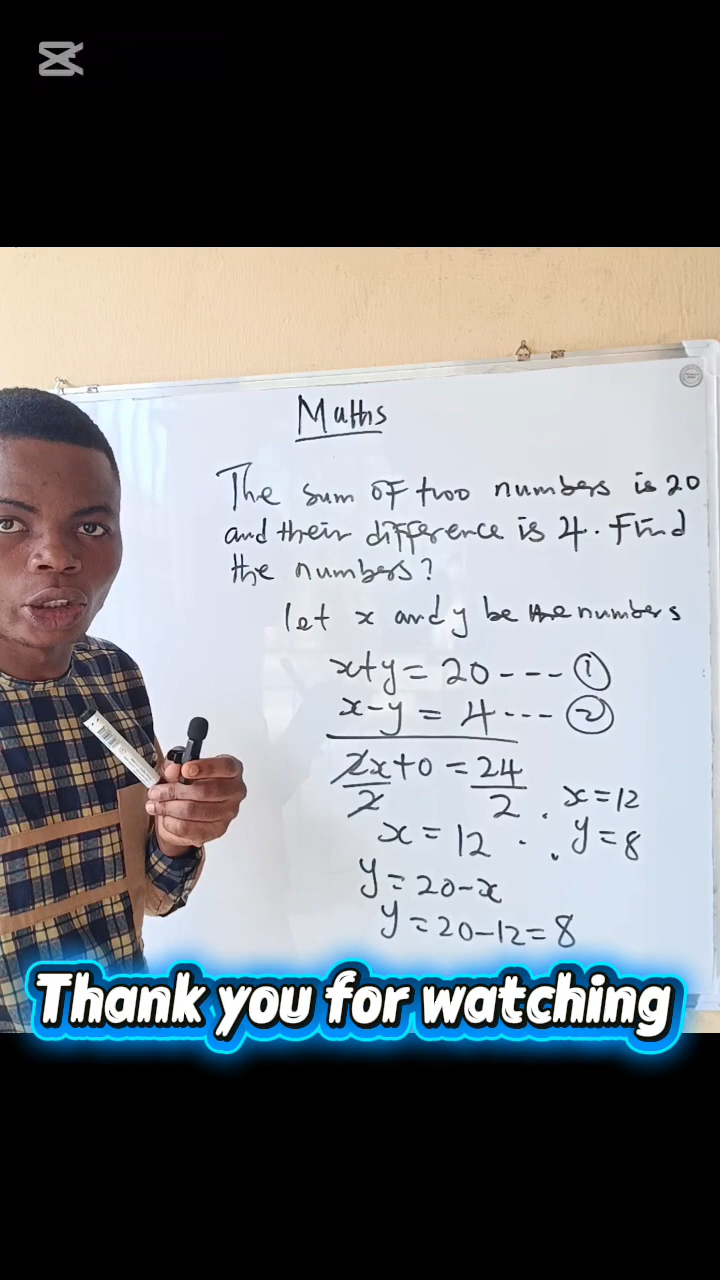 Maths
The sum of two numbers is 20
and their difference is 4. Find
the numbers?
let x and y be the numbers
x+y = 20 --- ①
x-y = 4 --- ②
2x+0 = 24
2 2
x = 12
x = 12 ∴ y = 8
y = 20-x
y = 20-12 = 8
Thank you for watching